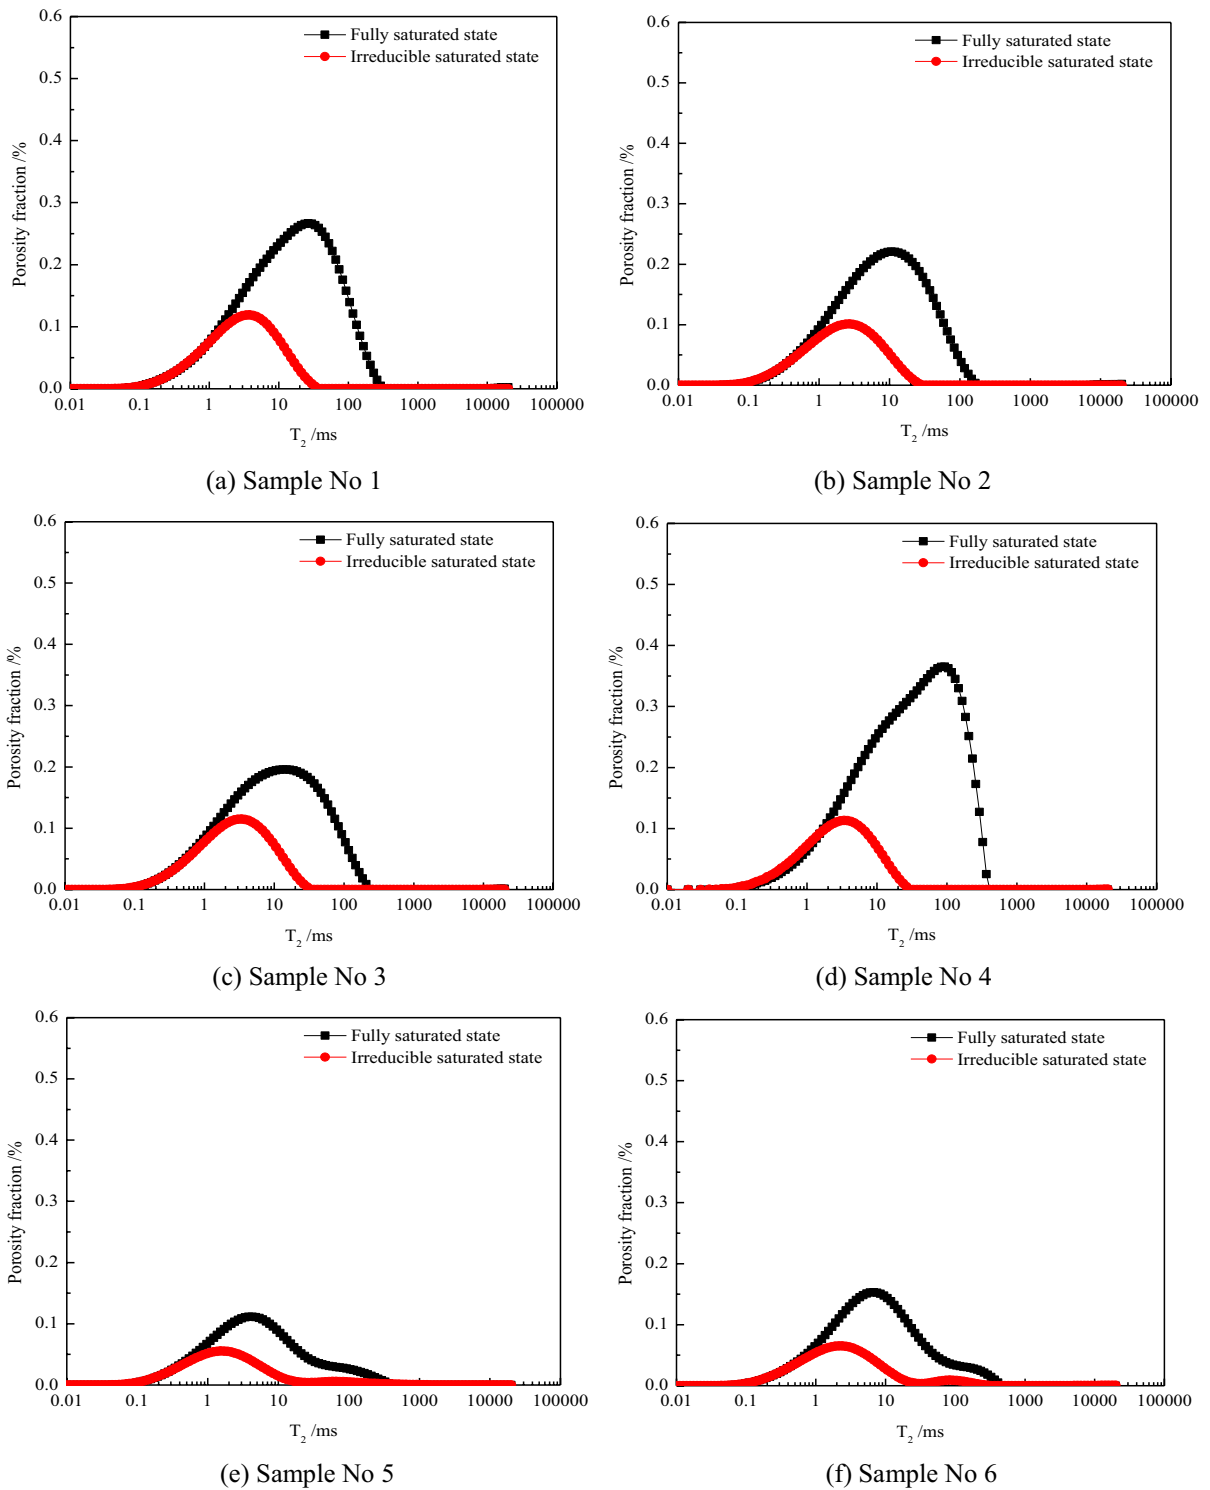 0.6
0.5
0.4
0.3
0.2
0.1
0.0
Porosity fraction /%
Fully saturated state
Irreducible saturated state
0.01 0.1 1 10 100 1000 10000 100000
T2 /ms
(a) Sample No 1
0.6
0.5
0.4
0.3
0.2
0.1
0.0
Porosity fraction /%
Fully saturated state
Irreducible saturated state
0.01 0.1 1 10 100 1000 10000 100000
T2 /ms
(b) Sample No 2
0.6
0.5
0.4
0.3
0.2
0.1
0.0
Porosity fraction /%
Fully saturated state
Irreducible saturated state
0.01 0.1 1 10 100 1000 10000 100000
T2 /ms
(c) Sample No 3
0.6
0.5
0.4
0.3
0.2
0.1
0.0
Porosity fraction /%
Fully saturated state
Irreducible saturated state
0.01 0.1 1 10 100 1000 10000 100000
T2 /ms
(d) Sample No 4
0.6
0.5
0.4
0.3
0.2
0.1
0.0
Porosity fraction /%
Fully saturated state
Irreducible saturated state
0.01 0.1 1 10 100 1000 10000 100000
T2 /ms
(e) Sample No 5
0.6
0.5
0.4
0.3
0.2
0.1
0.0
Porosity fraction /%
Fully saturated state
Irreducible saturated state
0.01 0.1 1 10 100 1000 10000 100000
T2 /ms
(f) Sample No 6